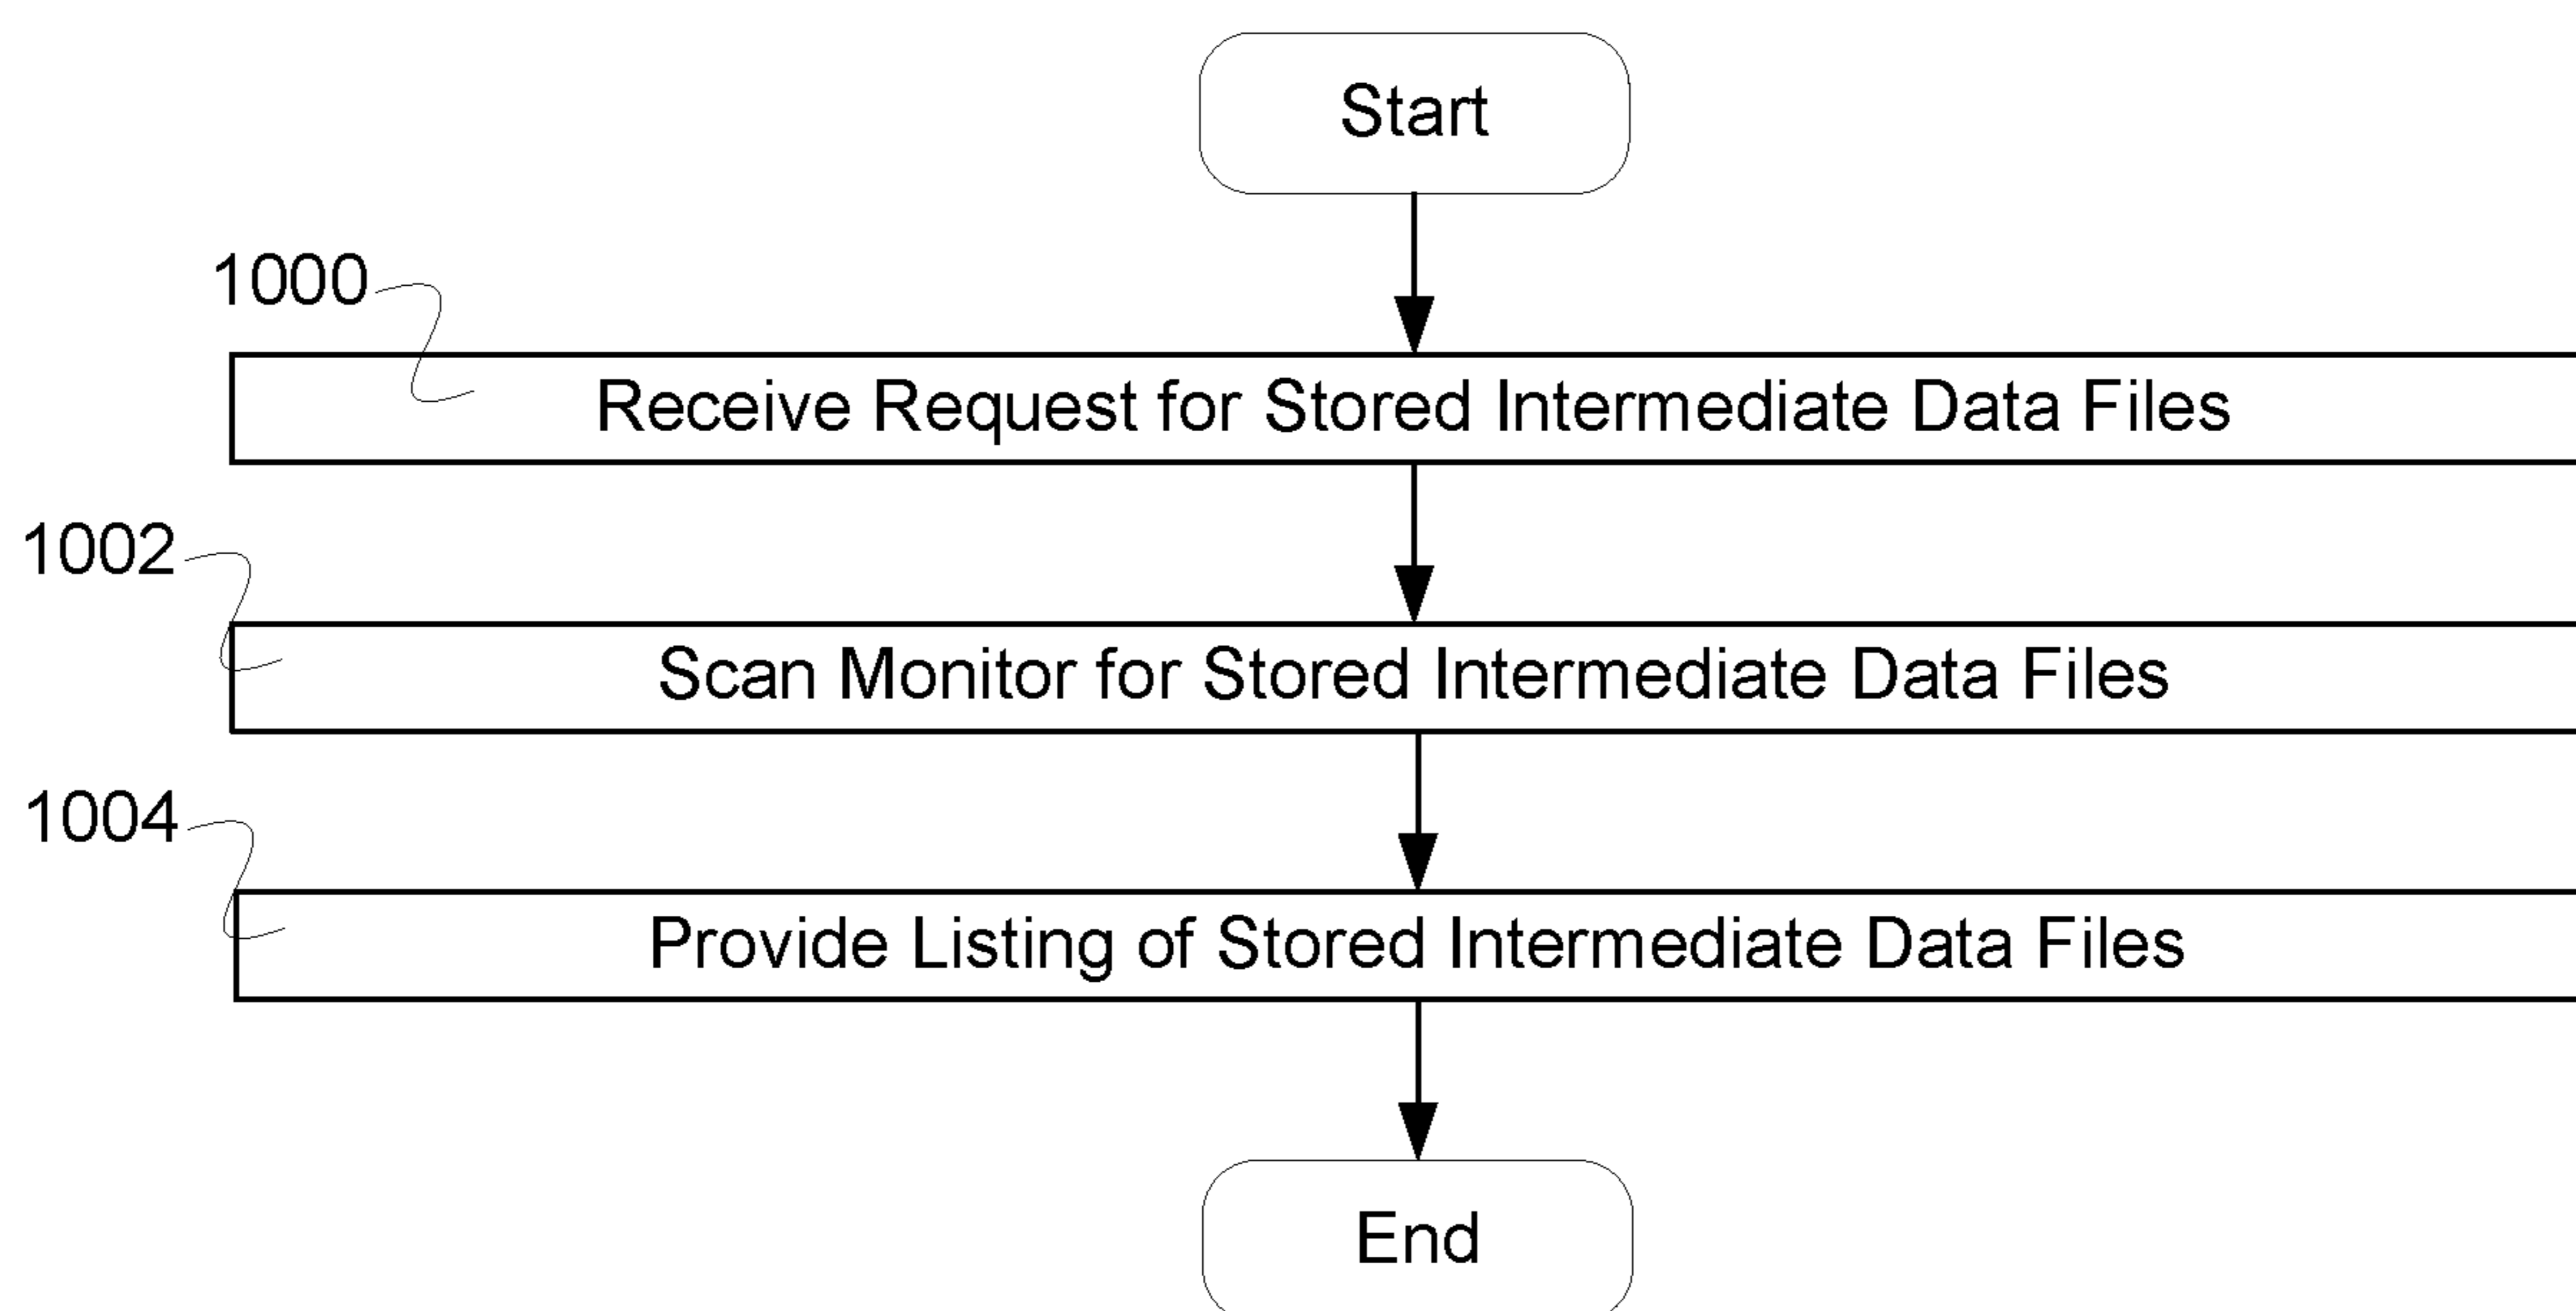 Start
1000
Receive Request for Stored Intermediate Data Files
1002
Scan Monitor for Stored Intermediate Data Files
1004
Provide Listing of Stored Intermediate Data Files
End